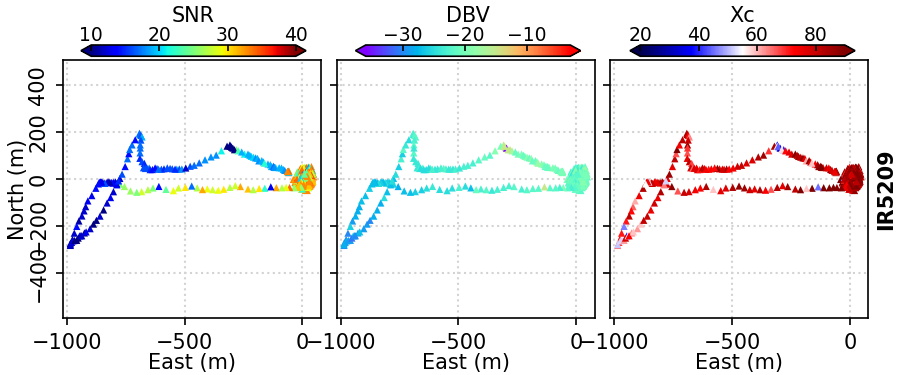 SNR DBV Xc
10 20 30 40 −30 −20 −10 20 40 60 80
400
200
0
−200
−400
North (m)
IR5209
−1000 −500 0 −1000 −500 0 −1000 −500 0
East (m) East (m) East (m)